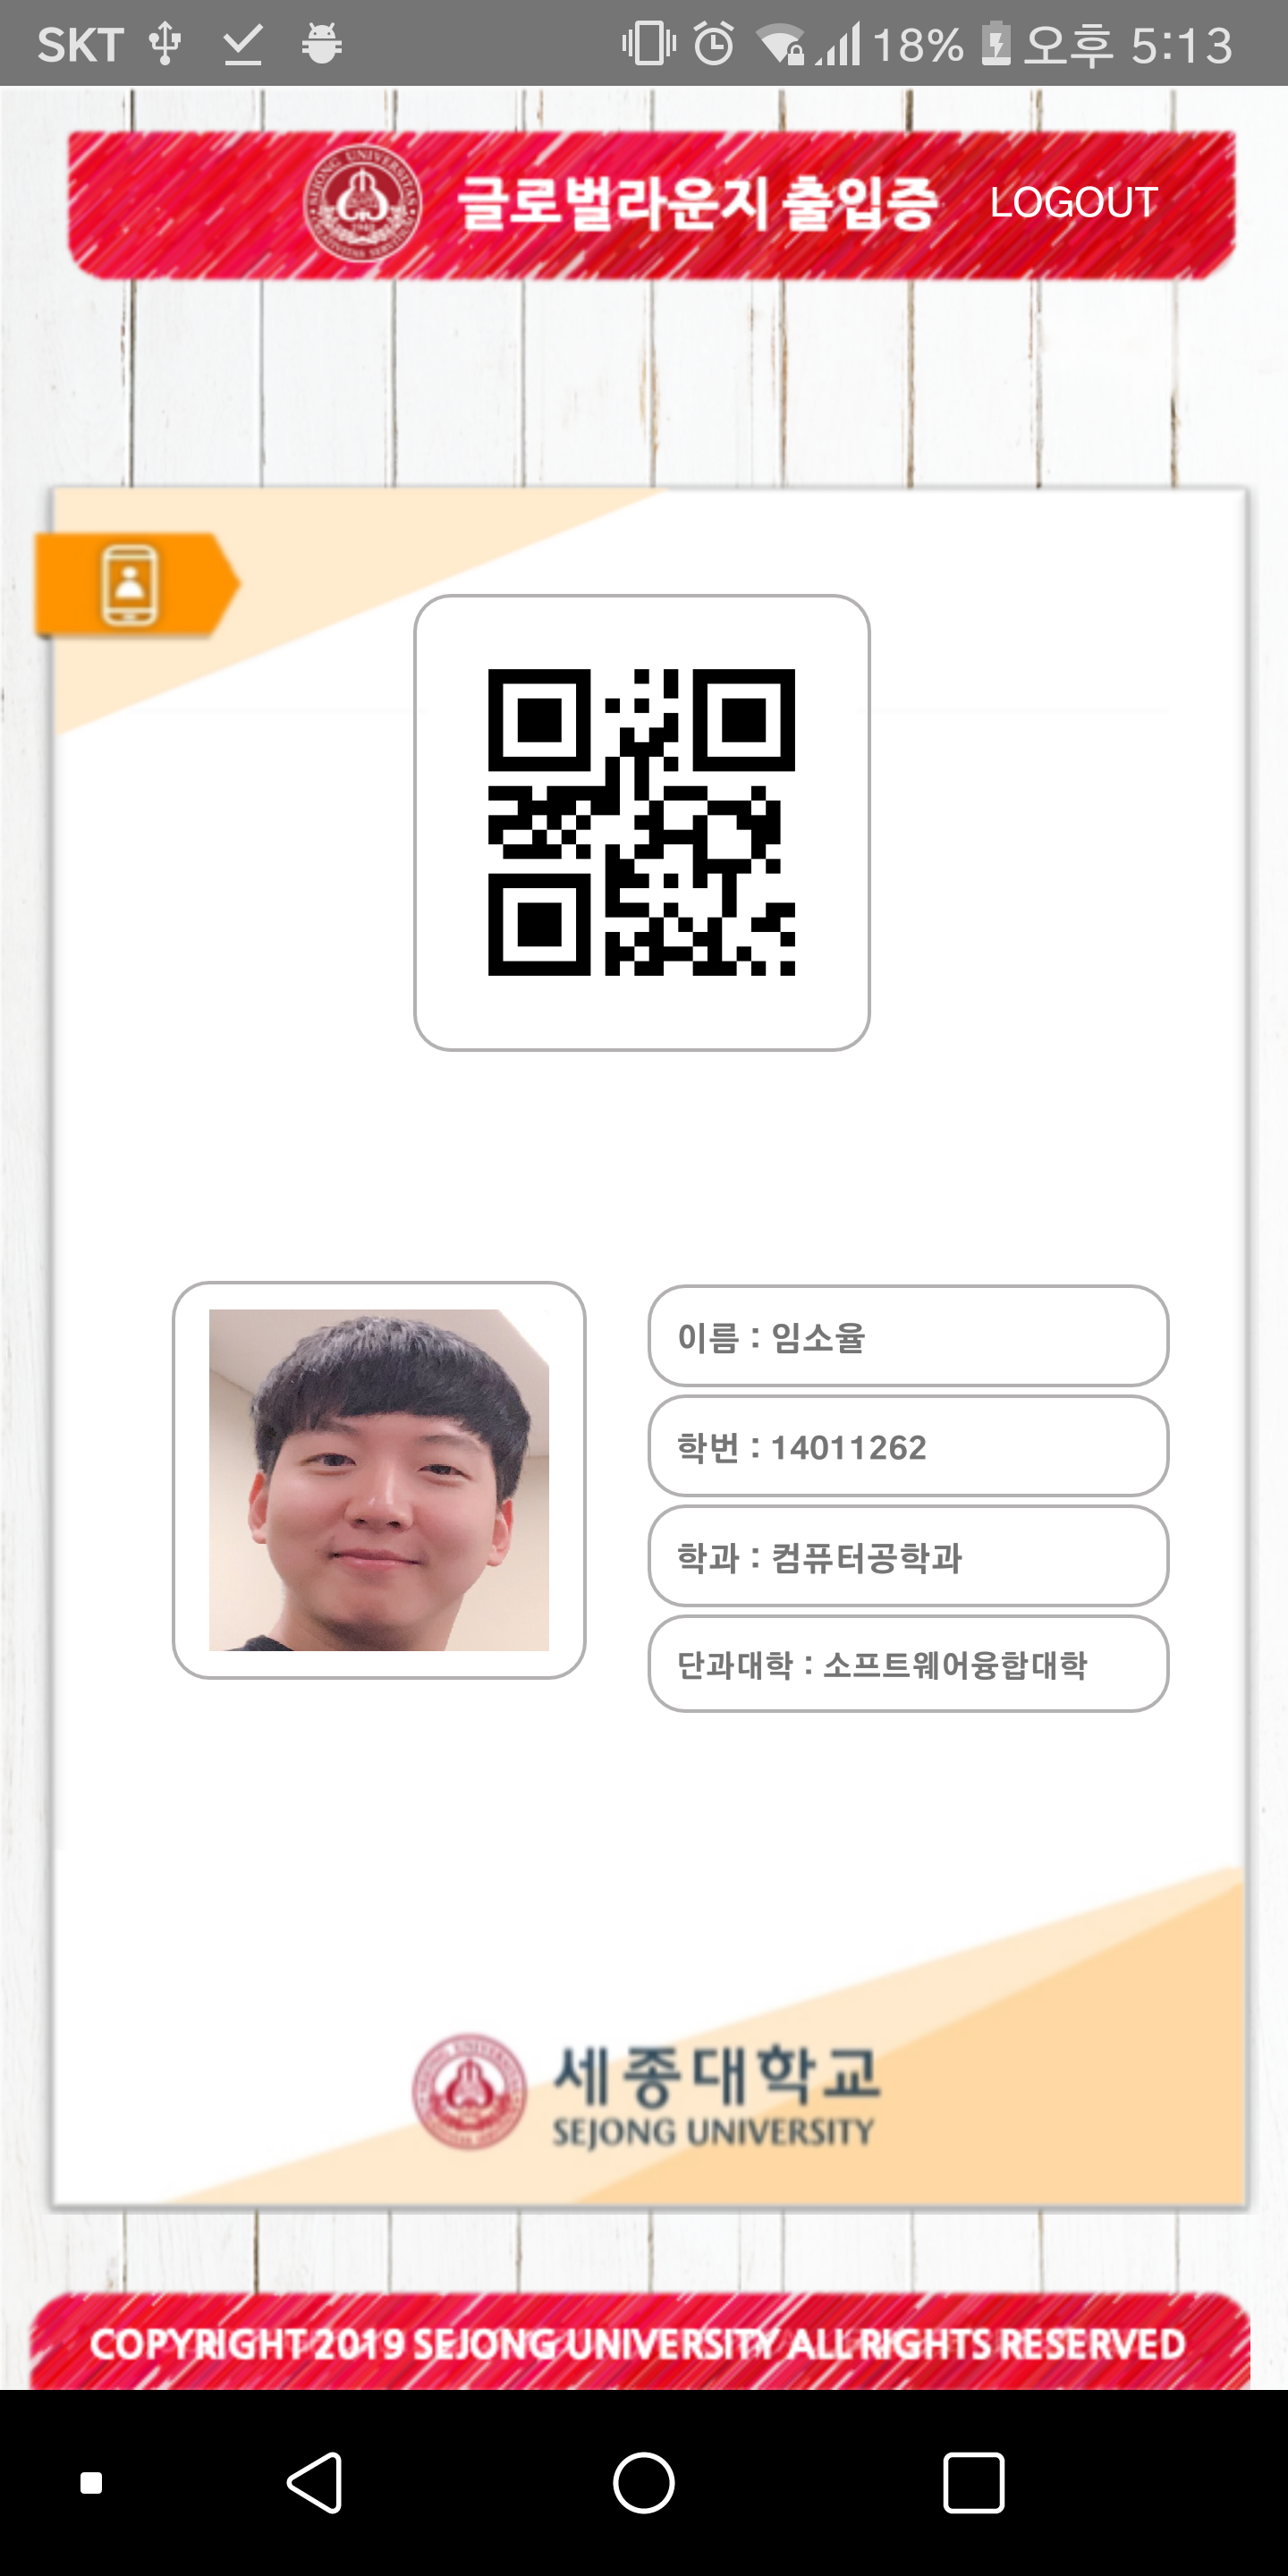 SKT 18% 오후 5:13
글로벌라운지 출입증 LOGOUT
이름 : 임소율
학번 : 14011262
학과 : 컴퓨터공학과
단과대학 : 소프트웨어융합대학
세종대학교
SEJONG UNIVERSITY
COPYRIGHT 2019 SEJONG UNIVERSITY ALL RIGHTS RESERVED